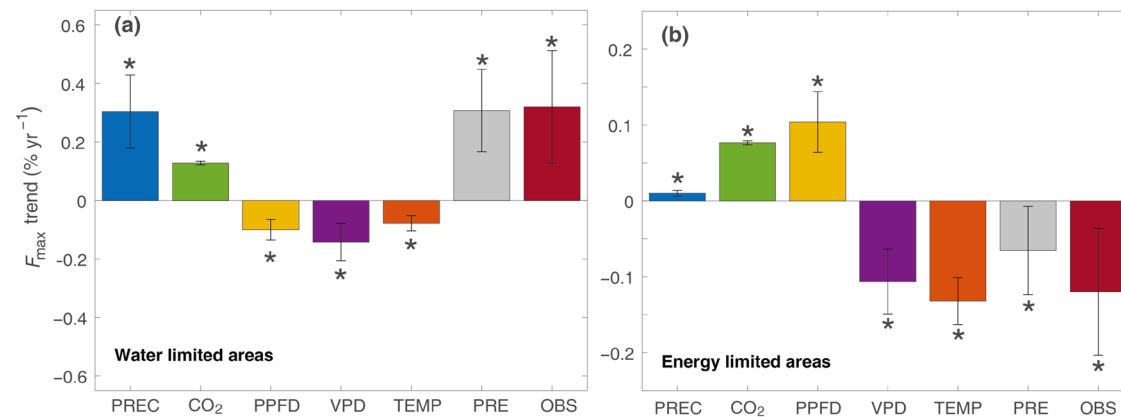 (a)
F_max trend (% yr⁻¹)
0.6
0.4
0.2
0
−0.2
−0.4
−0.6
* * * * * * *
Water limited areas
PREC CO₂ PPFD VPD TEMP PRE OBS
(b)
0.2
0.1
0
−0.1
−0.2
* * * * * * *
Energy limited areas
PREC CO₂ PPFD VPD TEMP PRE OBS